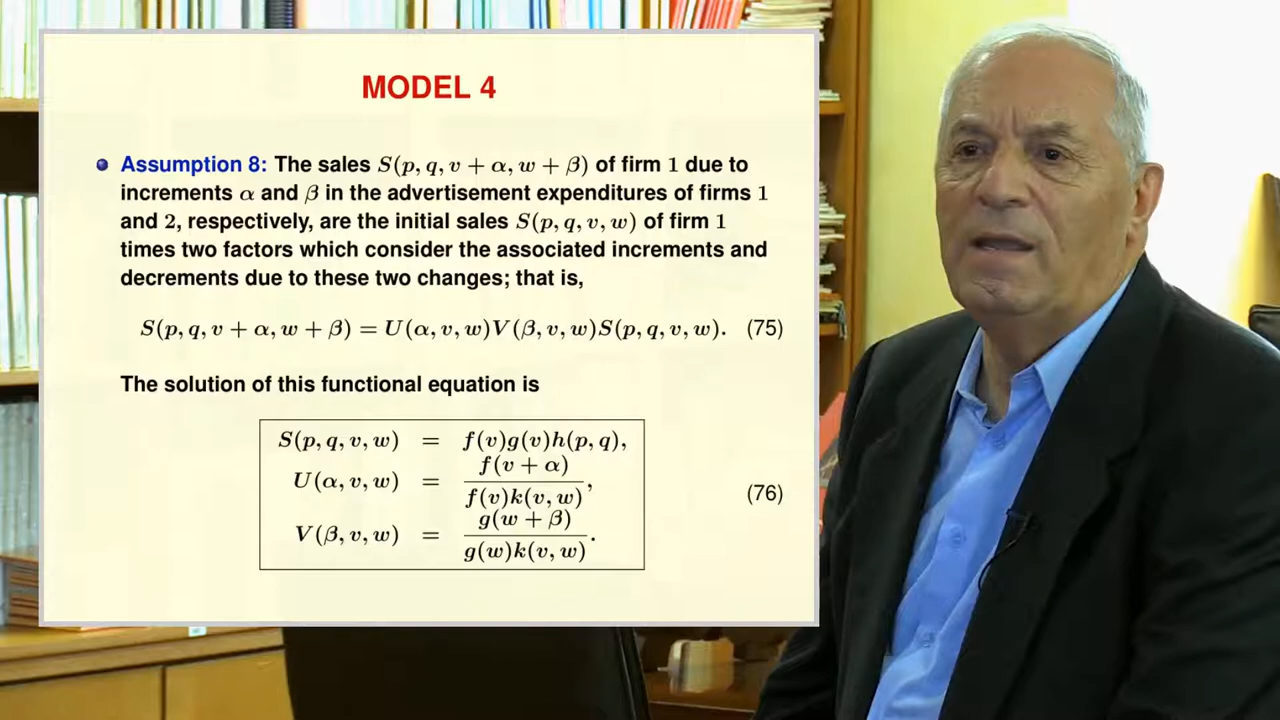 MODEL 4
Assumption 8: The sales S(p, q, v + α, w + β) of firm 1 due to
increments α and β in the advertisement expenditures of firms 1
and 2, respectively, are the initial sales S(p, q, v, w) of firm 1
times two factors which consider the associated increments and
decrements due to these two changes; that is,
S(p, q, v + α, w + β) = U(α, v, w)V(β, v, w)S(p, q, v, w). (75)
The solution of this functional equation is
S(p, q, v, w) = f(v)g(v)h(p, q),
U(α, v, w) = f(v + α) / f(v)k(v, w),
V(β, v, w) = g(w + β) / g(w)k(v, w).
(76)